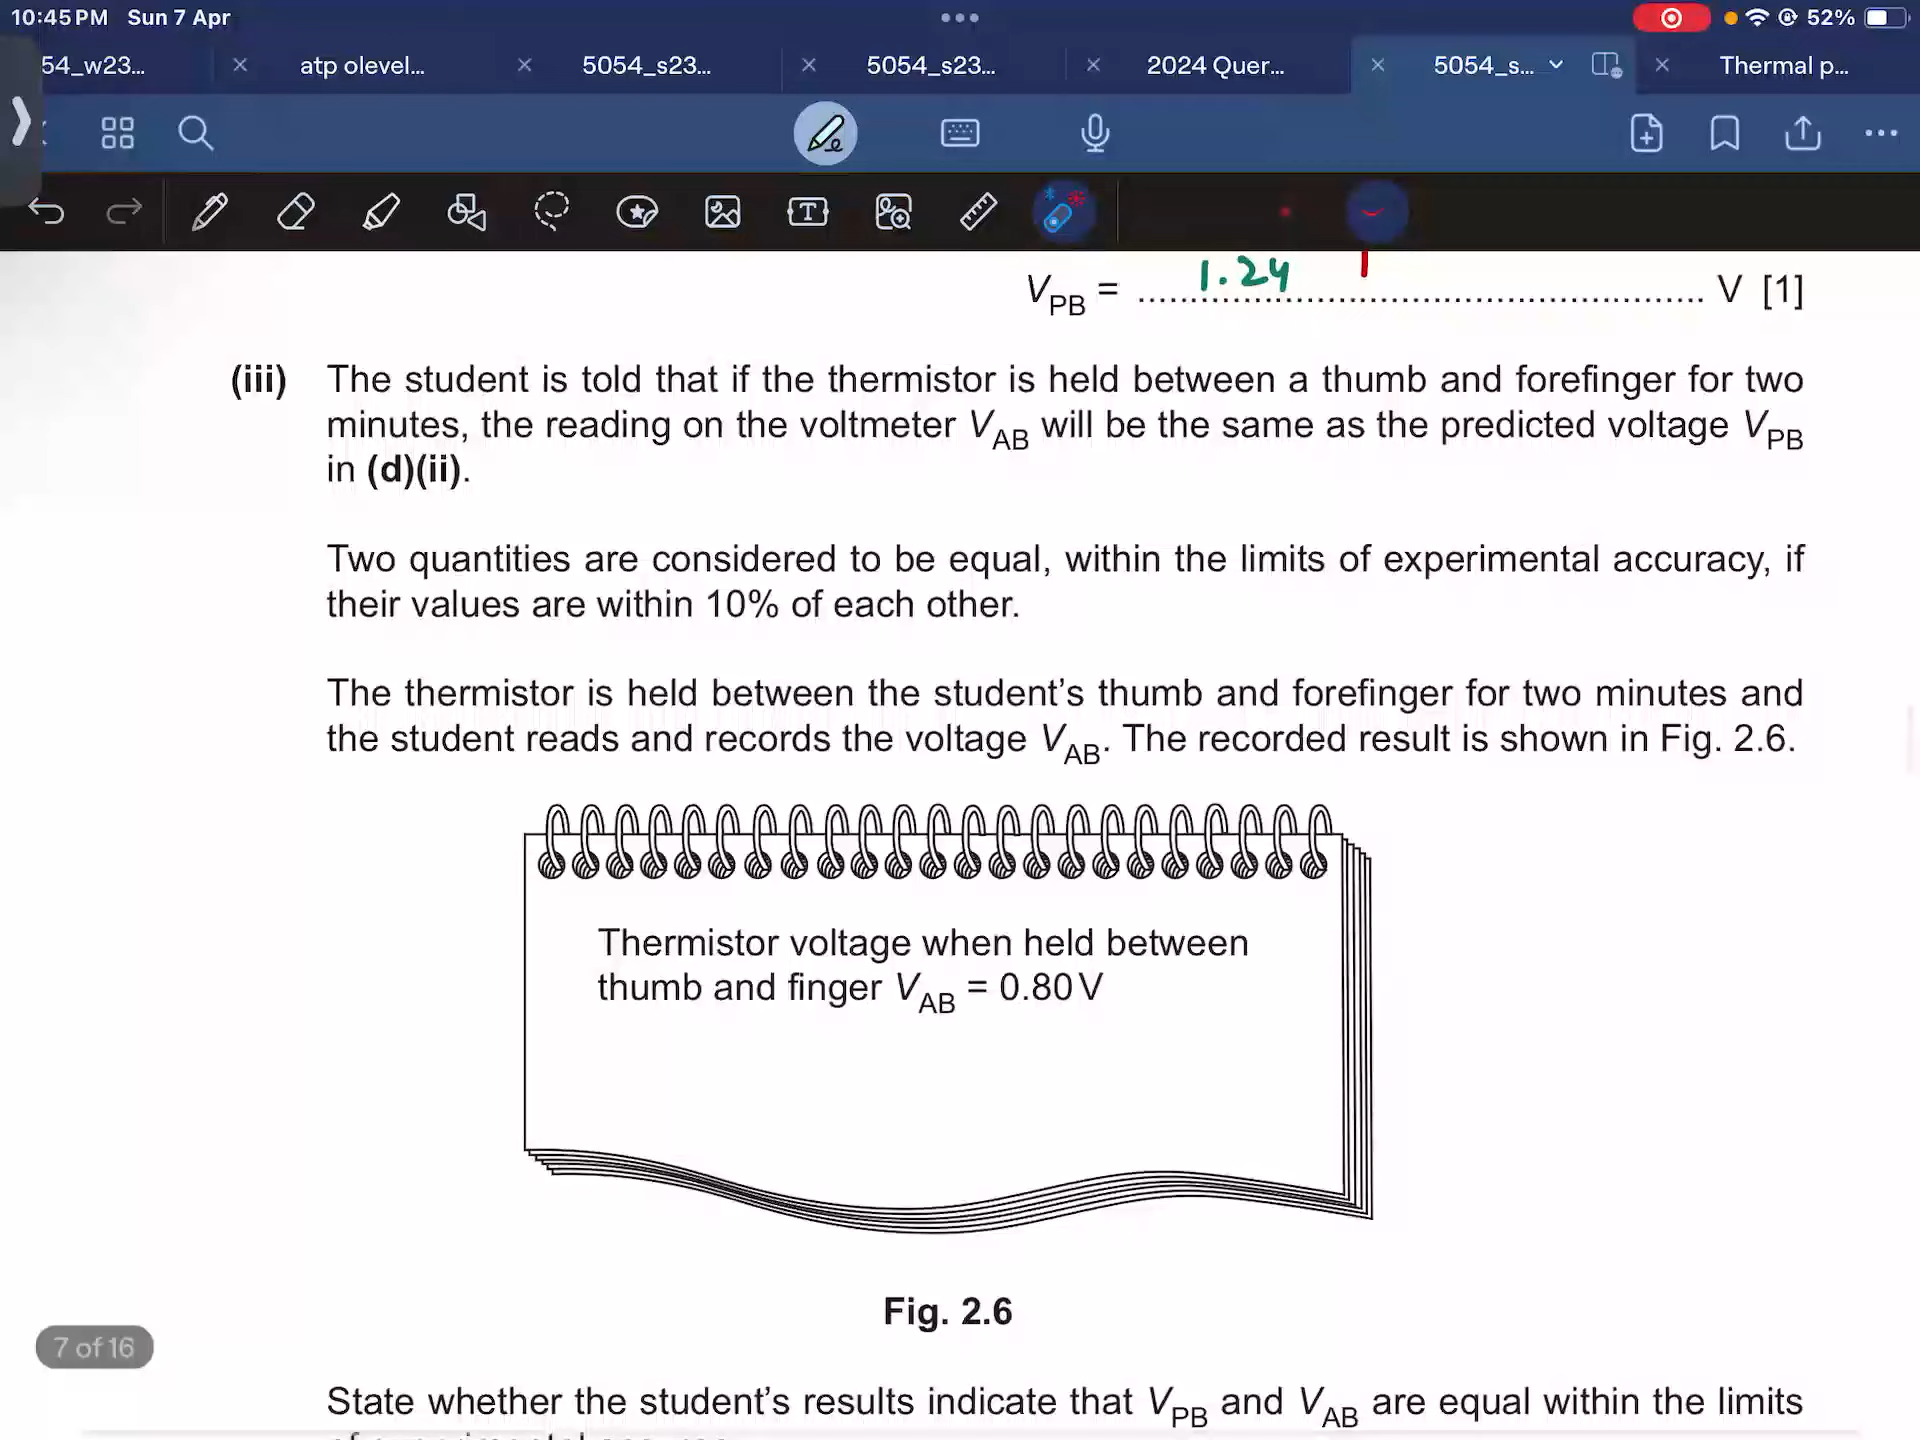 10:45 PM Sun 7 Apr
52%
54_w23... atp olevel... 5054_s23... 5054_s23... 2024 Quer... 5054_s... Thermal p...
V_PB = 1.24 V [1]
(iii) The student is told that if the thermistor is held between a thumb and forefinger for two
minutes, the reading on the voltmeter V_AB will be the same as the predicted voltage V_PB
in (d)(ii).
Two quantities are considered to be equal, within the limits of experimental accuracy, if
their values are within 10% of each other.
The thermistor is held between the student's thumb and forefinger for two minutes and
the student reads and records the voltage V_AB. The recorded result is shown in Fig. 2.6.
Thermistor voltage when held between
thumb and finger V_AB = 0.80 V
Fig. 2.6
7 of 16
State whether the student's results indicate that V_PB and V_AB are equal within the limits